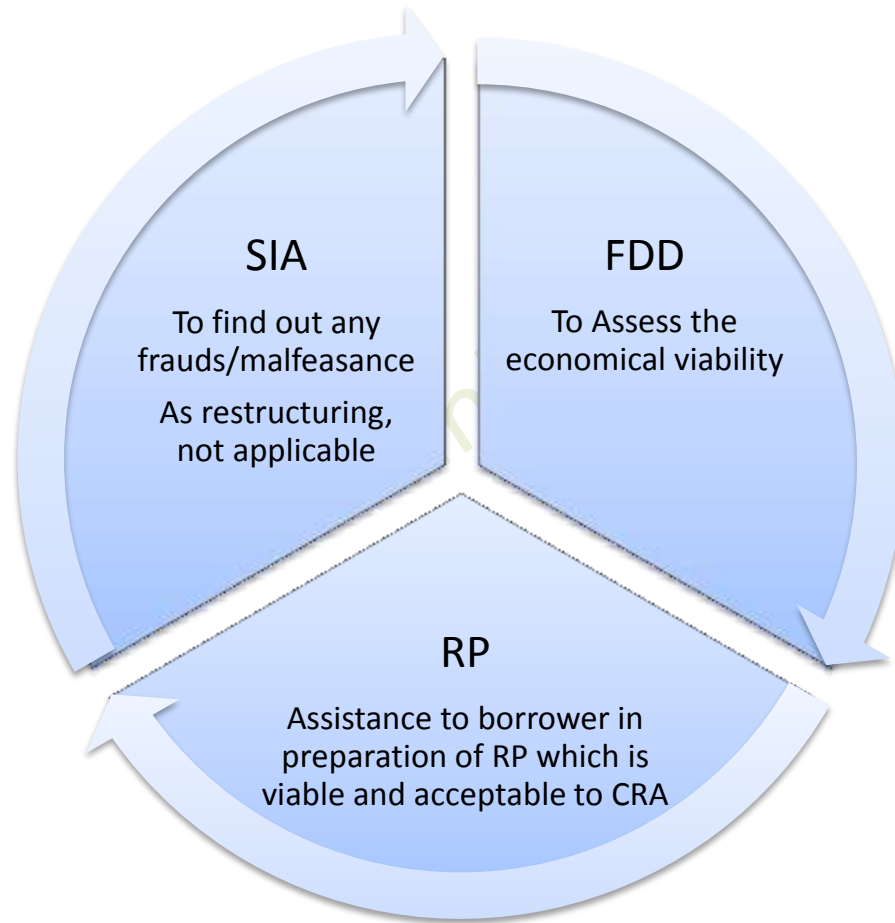 SIA
To find out any
frauds/malfeasance
As restructuring,
not applicable
FDD
To Assess the
economical viability
RP
Assistance to borrower in
preparation of RP which is
viable and acceptable to CRA